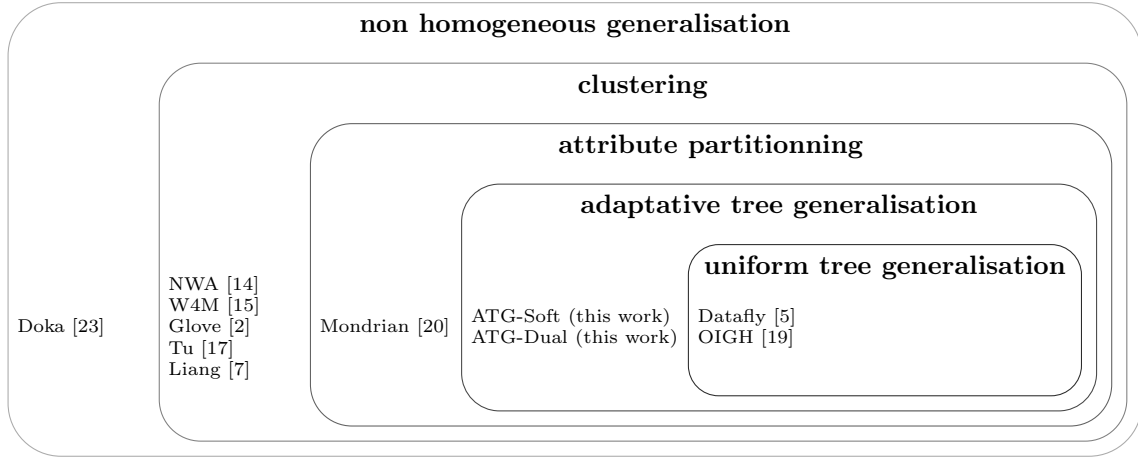 non homogeneous generalisation
clustering
attribute partitionning
adaptative tree generalisation
uniform tree generalisation
Doka [23]
NWA [14]
W4M [15]
Glove [2]
Tu [17]
Liang [7]
Mondrian [20]
ATG-Soft (this work)
ATG-Dual (this work)
Datafly [5]
OIGH [19]